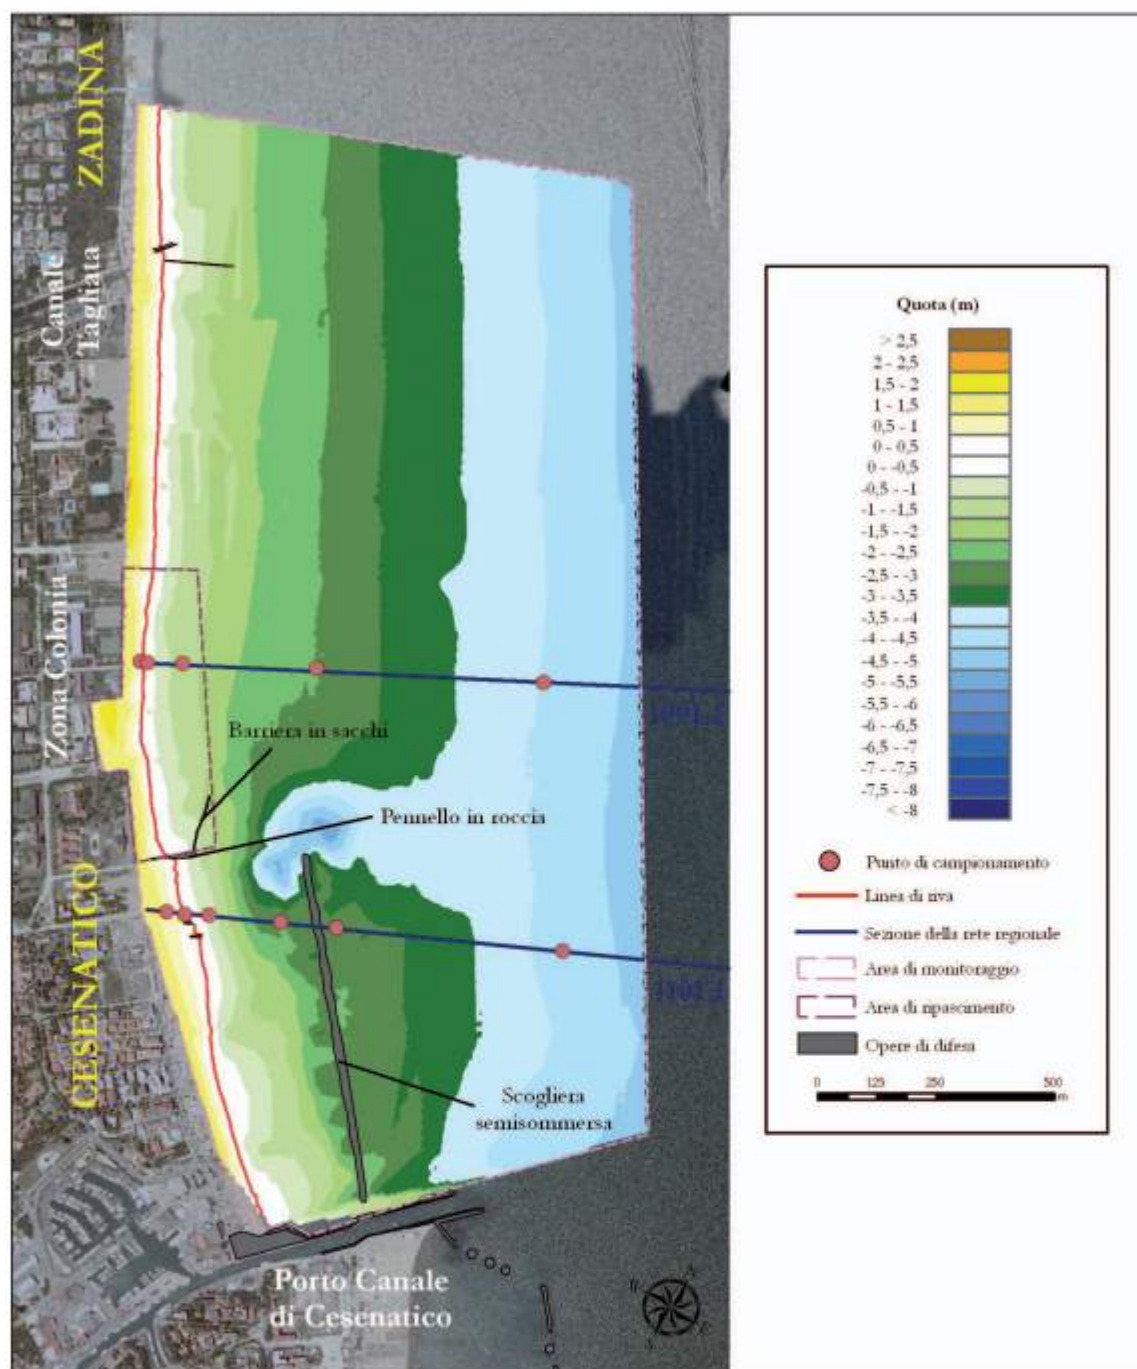 ZADINA
Canale
Tagliata
Zona Colonia
CESENATICO
Barriera in sacchi
Pennello in roccia
Scogliera
semisommersa
Porto Canale
di Cesenatico
Quota (m)
> 2,5
2 - 2,5
1,5 - 2
1 - 1,5
0,5 - 1
0 - 0,5
0 - -0,5
-0,5 - -1
-1 - -1,5
-1,5 - -2
-2 - -2,5
-2,5 - -3
-3 - -3,5
-3,5 - -4
-4 - -4,5
-4,5 - -5
-5 - -5,5
-5,5 - -6
-6 - -6,5
-6,5 - -7
-7 - -7,5
-7,5 - -8
< -8
Punto di campionamento
Linea di riva
Sezione della rete regionale
Area di monitoraggio
Area di ripascimento
Opere di difesa
0 125 250 500
m